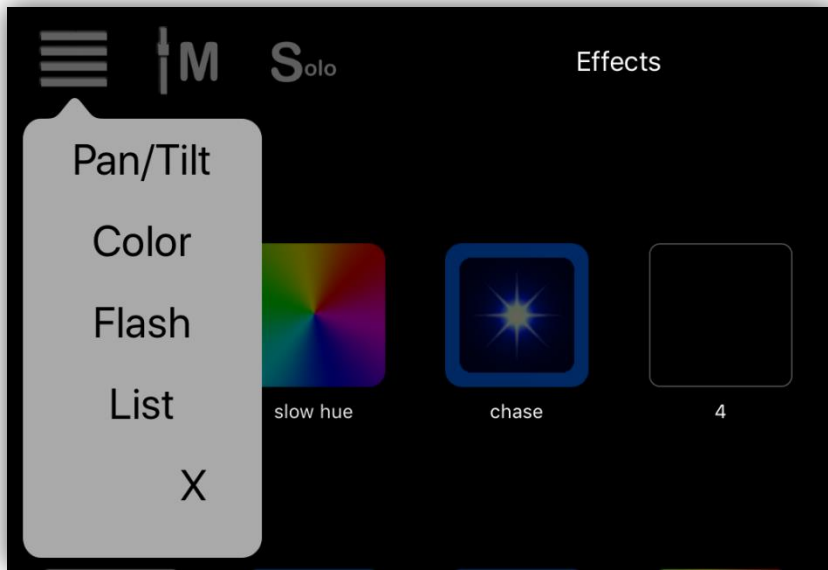 M
Solo
Effects
Pan/Tilt
Color
Flash
List
X
slow hue
chase
4